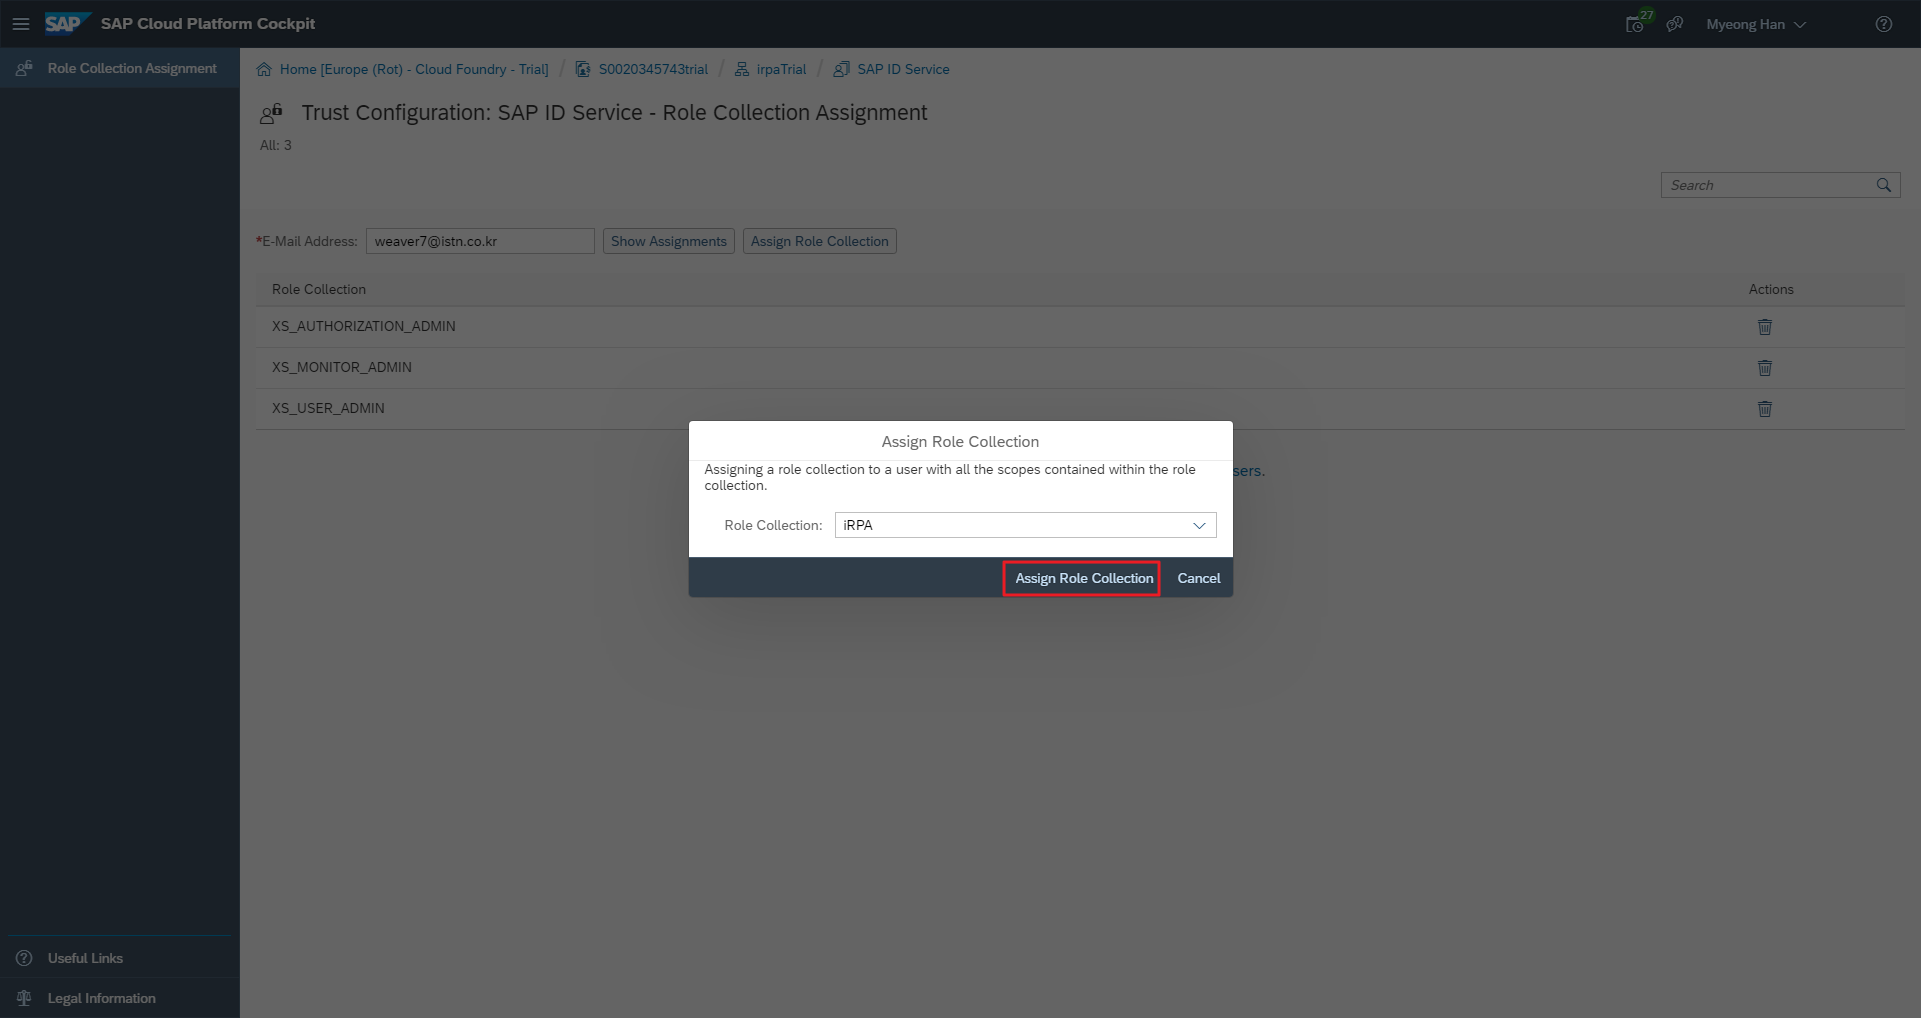 SAP SAP Cloud Platform Cockpit
27
Myeong Han
Role Collection Assignment
Home [Europe (Rot) - Cloud Foundry - Trial] / S0020345743trial / irpaTrial / SAP ID Service
Trust Configuration: SAP ID Service - Role Collection Assignment
All: 3
Search
*E-Mail Address: weaver7@istn.co.kr Show Assignments Assign Role Collection
Role Collection Actions
XS_AUTHORIZATION_ADMIN
XS_MONITOR_ADMIN
XS_USER_ADMIN
sers.
Assign Role Collection
Assigning a role collection to a user with all the scopes contained within the role
collection.
Role Collection: iRPA
Assign Role Collection Cancel
Useful Links
Legal Information